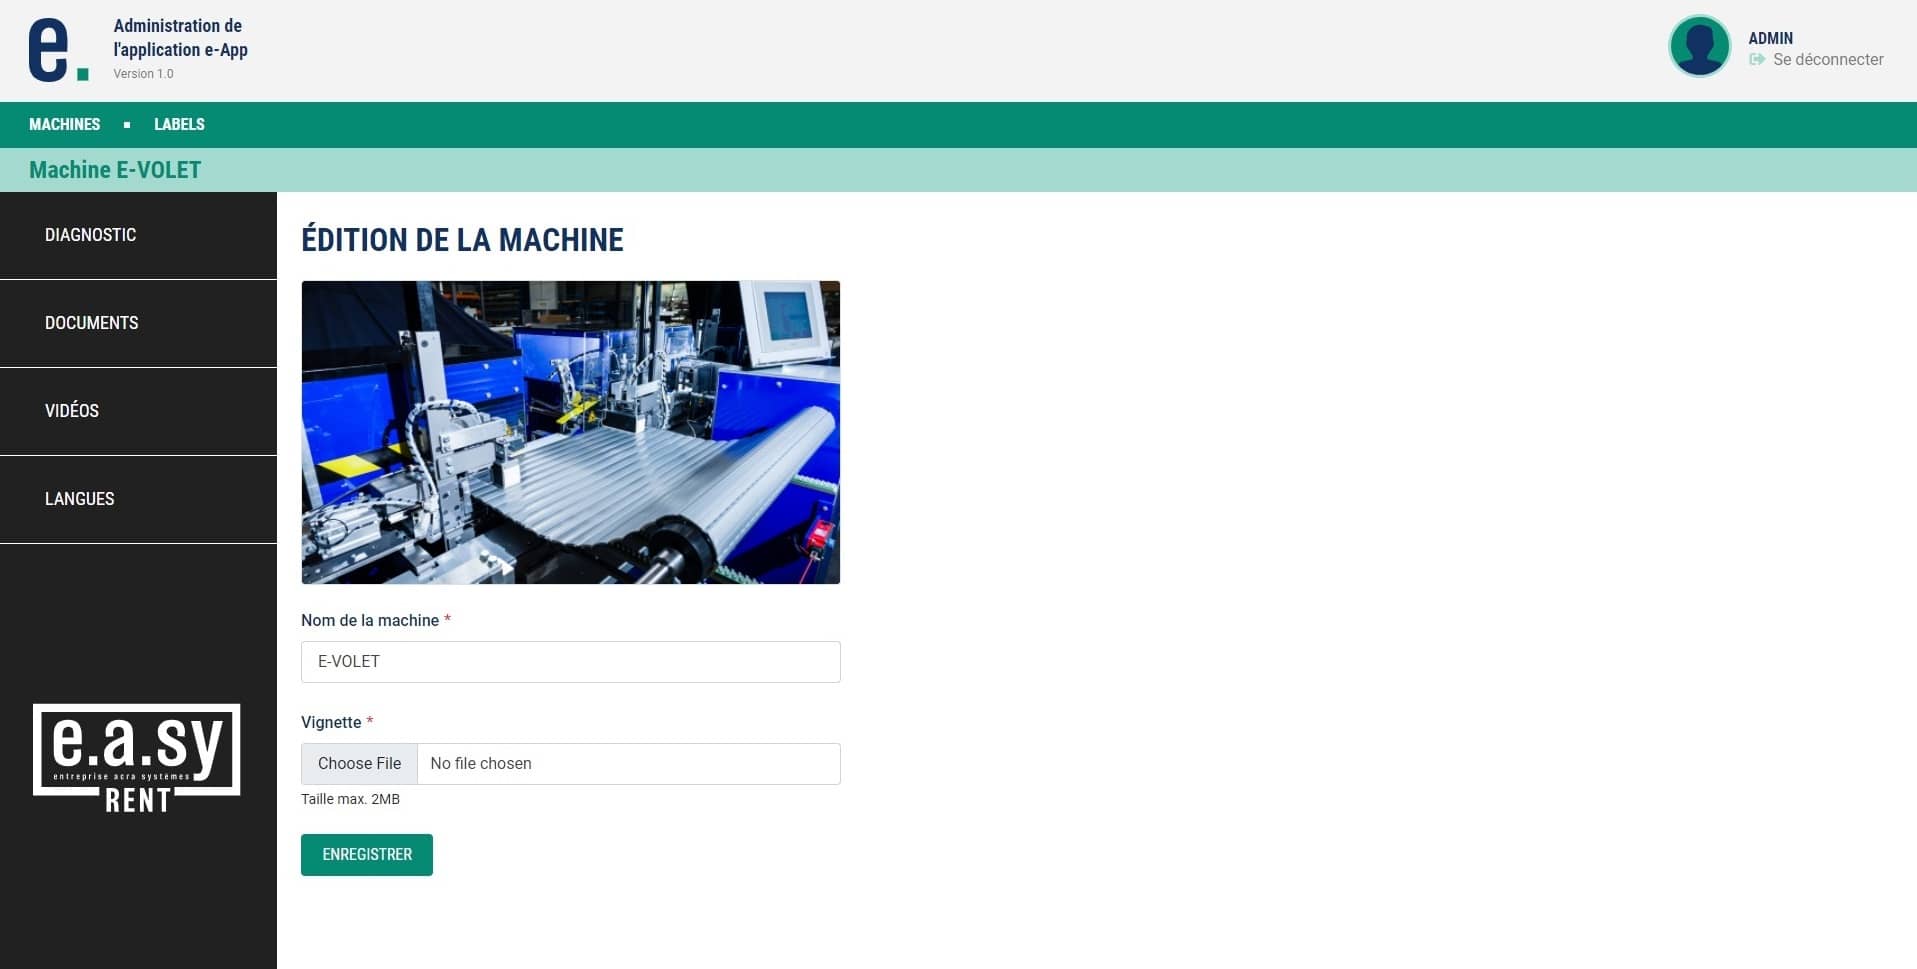 e.
Administration de
l'application e-App
Version 1.0
ADMIN
Se déconnecter
MACHINES
LABELS
Machine E-VOLET
DIAGNOSTIC
DOCUMENTS
VIDÉOS
LANGUES
e.a.sy
entreprise acra systèmes
RENT
ÉDITION DE LA MACHINE
Nom de la machine *
E-VOLET
Vignette *
Choose File No file chosen
Taille max. 2MB
ENREGISTRER